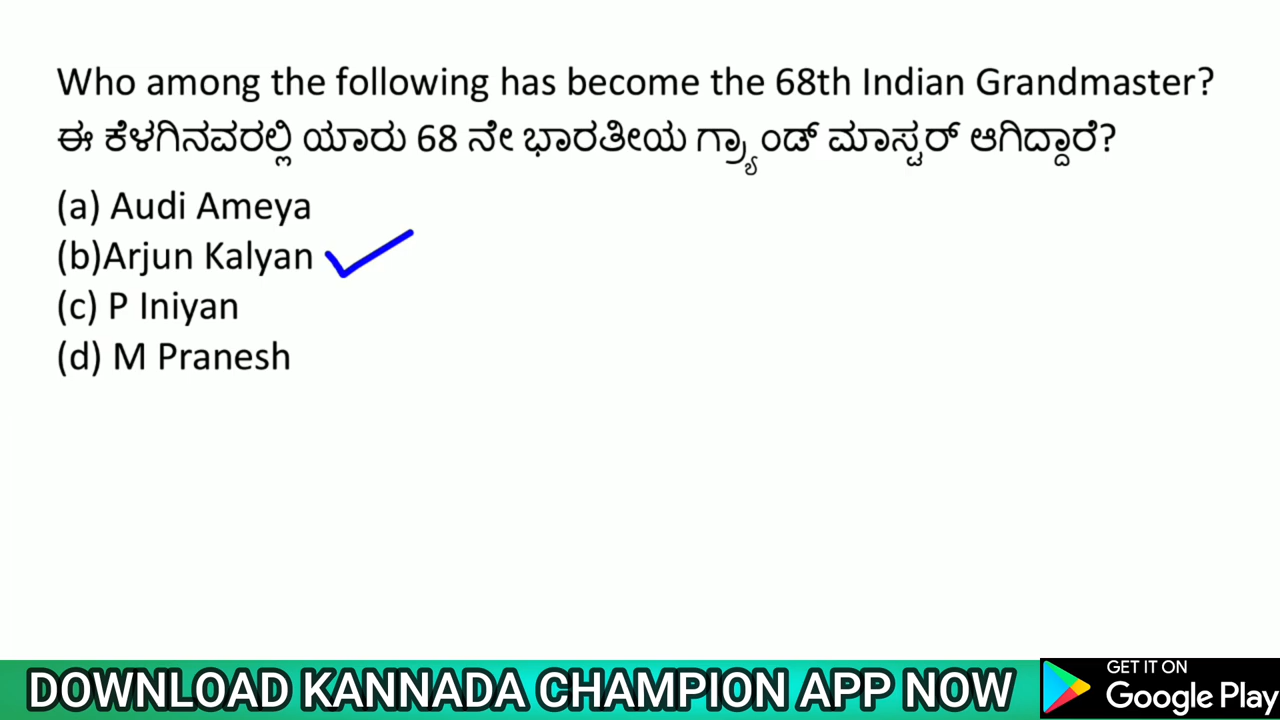 Who among the following has become the 68th Indian Grandmaster?
ಈ ಕೆಳಗಿನವರಲ್ಲಿ ಯಾರು 68 ನೇ ಭಾರತೀಯ ಗ್ರ್ಯಾಂಡ್ ಮಾಸ್ಟರ್ ಆಗಿದ್ದಾರೆ?
(a) Audi Ameya
(b)Arjun Kalyan
(c) P Iniyan
(d) M Pranesh
DOWNLOAD KANNADA CHAMPION APP NOW
GET IT ON
Google Play